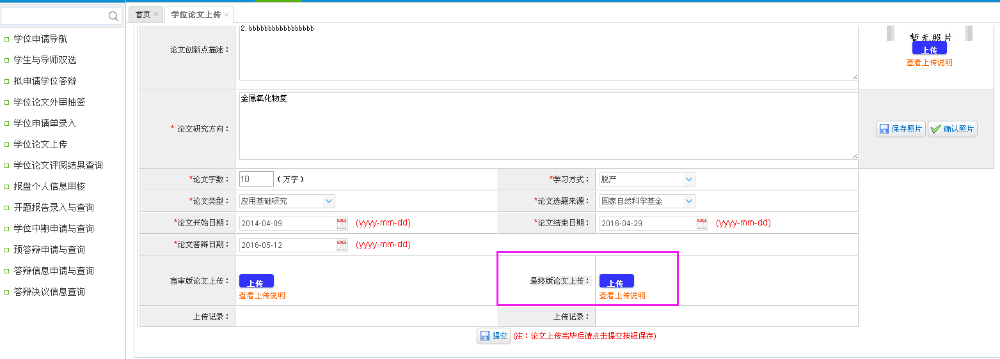 首页 ×
学位论文上传 ×
学位申请导航
学生与导师双选
拟申请学位答辩
学位论文外审抽签
学位申请单录入
学位论文上传
学位论文评阅结果查询
报盘个人信息审核
开题报告录入与查询
学位中期申请与查询
预答辩申请与查询
答辩信息申请与查询
答辩决议信息查询
论文创新点描述：
2.bbbbbbbbbbbbbbbbb
暂无照片
上传
查看上传说明
* 论文研究方向：
金属氧化物复
保存照片 确认照片
*论文字数： 10 （万字） *学习方式： 脱产
*论文类型： 应用基础研究 *论文选题来源： 国家自然科学基金
*论文开始日期： 2014-04-09 (yyyy-mm-dd) *论文结束日期： 2016-04-29 (yyyy-mm-dd)
*论文答辩日期： 2016-05-12 (yyyy-mm-dd)
盲审版论文上传： 上传 最终版论文上传： 上传
查看上传说明 查看上传说明
上传记录： 上传记录：
提交 (注：论文上传完毕后请点击提交按钮保存)